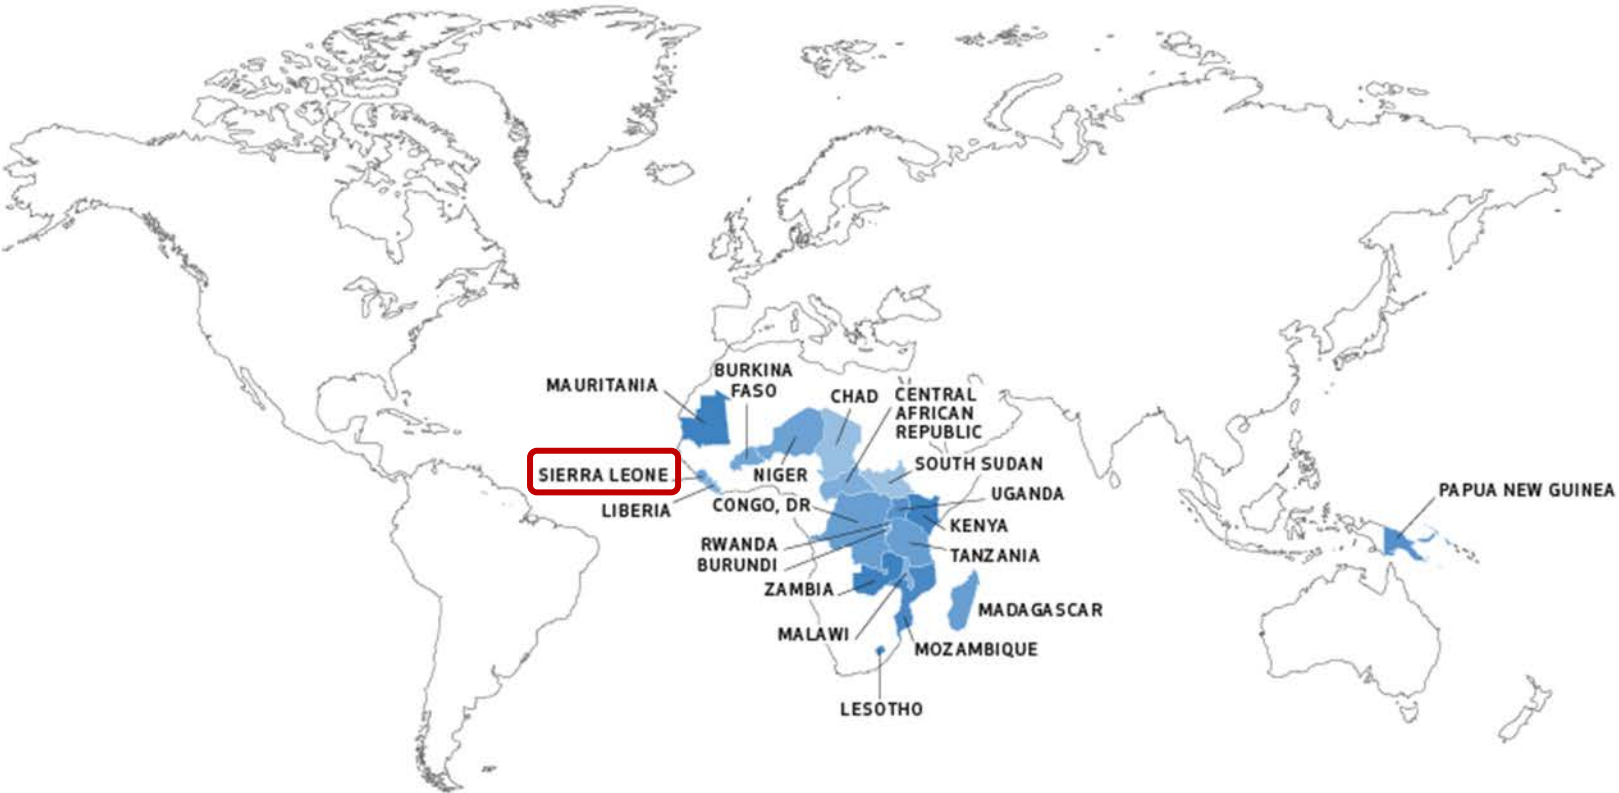 MAURITANIA
BURKINA
FASO
CHAD
CENTRAL
AFRICAN
REPUBLIC
SIERRA LEONE
NIGER
SOUTH SUDAN
LIBERIA
CONGO, DR
UGANDA
PAPUA NEW GUINEA
KENYA
RWANDA
TANZANIA
BURUNDI
ZAMBIA
MADAGASCAR
MALAWI
MOZAMBIQUE
LESOTHO